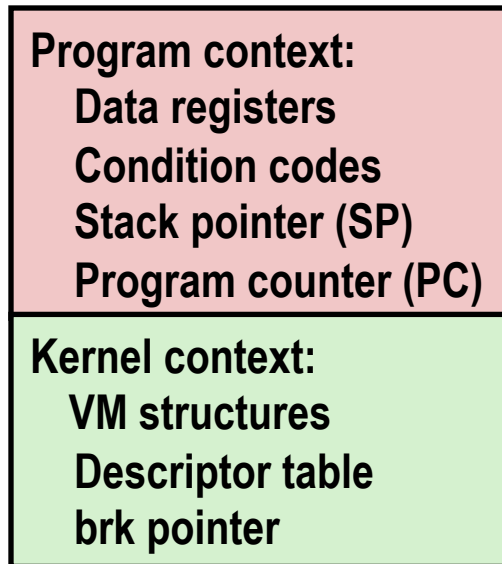 Program context:
Data registers
Condition codes
Stack pointer (SP)
Program counter (PC)
Kernel context:
VM structures
Descriptor table
brk pointer